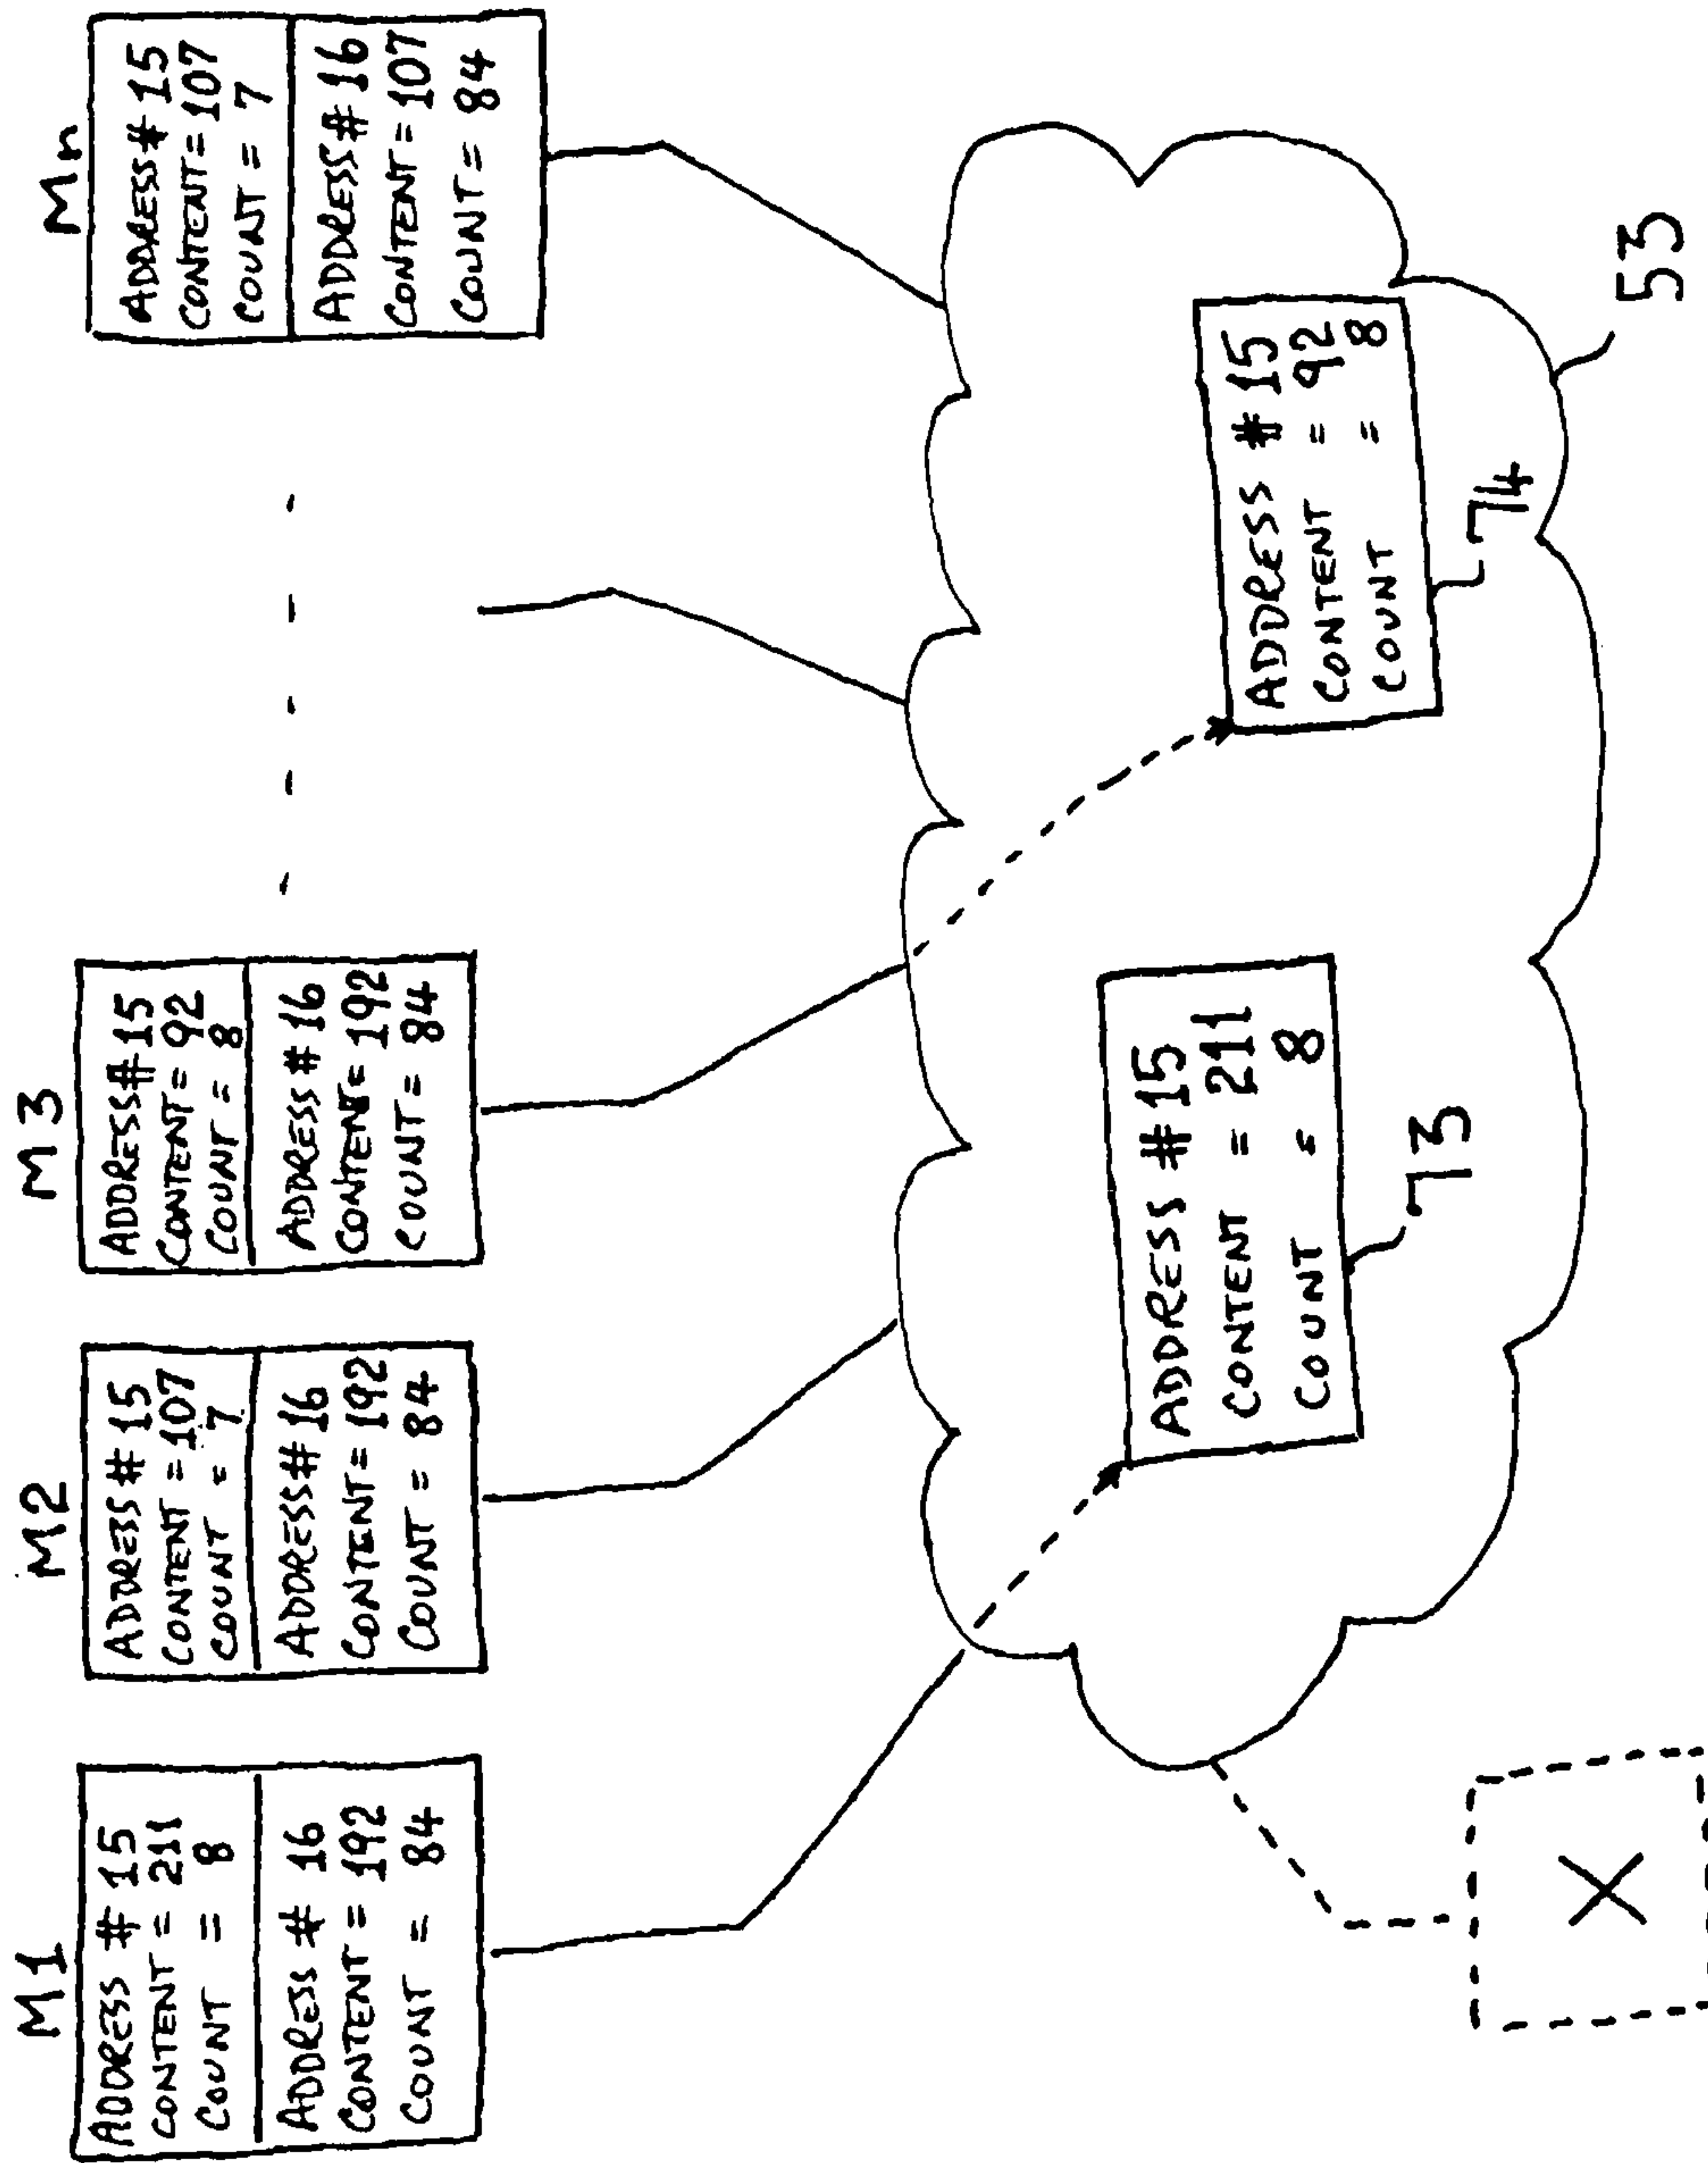 M1
ADDRESS # 15
CONTENT = 211
COUNT = 8
ADDRESS # 16
CONTENT = 192
COUNT = 84
M2
ADDRESS # 15
CONTENT = 107
COUNT = 7
ADDRESS # 16
CONTENT = 192
COUNT = 84
M3
ADDRESS # 15
CONTENT = 92
COUNT = 8
ADDRESS # 16
CONTENT = 192
COUNT = 84
Mn
ADDRESS # 15
CONTENT = 107
COUNT = 7
ADDRESS # 16
CONTENT = 107
COUNT = 84
ADDRESS # 15
CONTENT = 211
COUNT = 8
73
ADDRESS # 15
CONTENT = 92
COUNT = 8
74
53
X